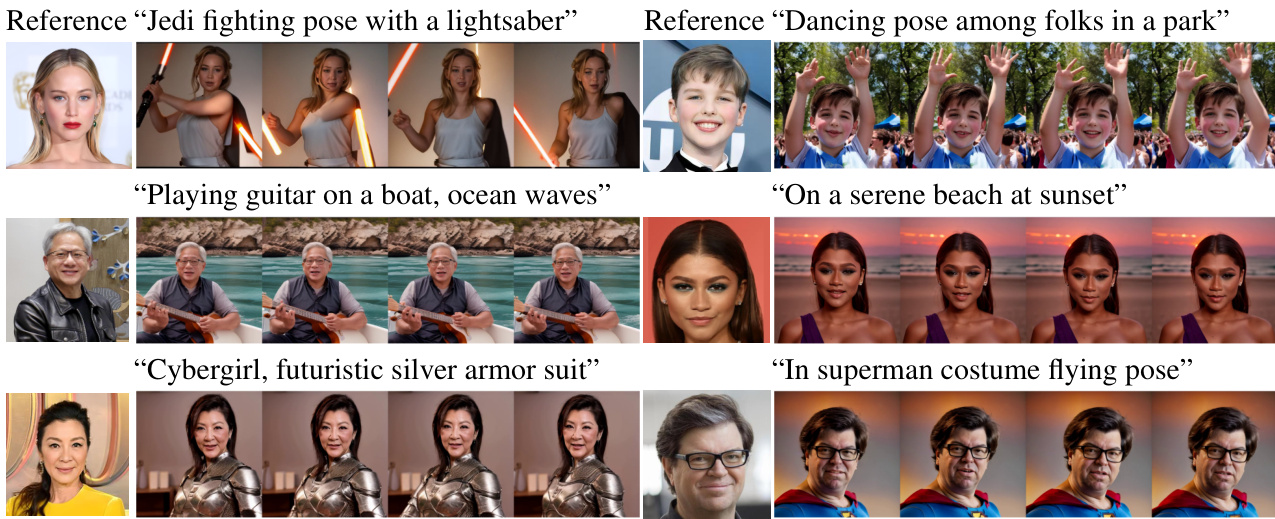 Reference “Jedi fighting pose with a lightsaber”
Reference “Dancing pose among folks in a park”
“Playing guitar on a boat, ocean waves”
“On a serene beach at sunset”
“Cybergirl, futuristic silver armor suit”
“In superman costume flying pose”